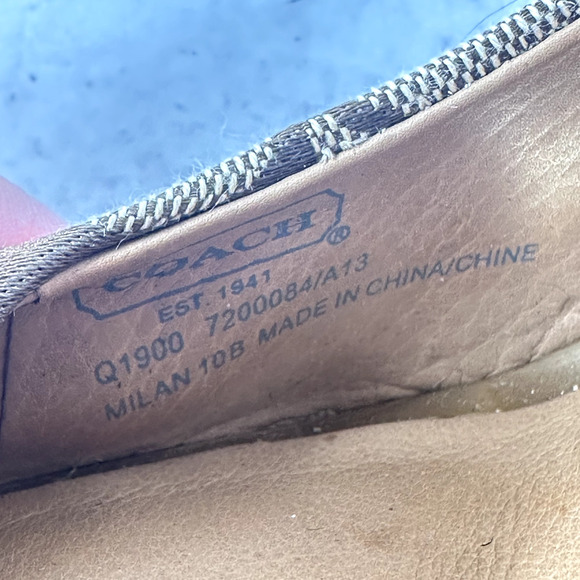 COACH®
EST. 1941
Q1900 7200084/A13
MILAN 10B MADE IN CHINA/CHINE